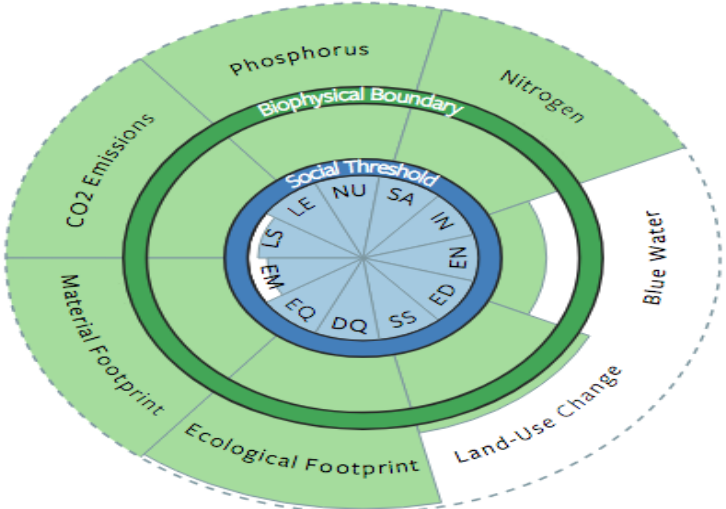 Phosphorus
Nitrogen
Biophysical Boundary
CO2 Emissions
Social Threshold
NU
SA
LE
IN
LS
EN
EM
ED
EQ
SS
DQ
Blue Water
Material Footprint
Land-Use Change
Ecological Footprint